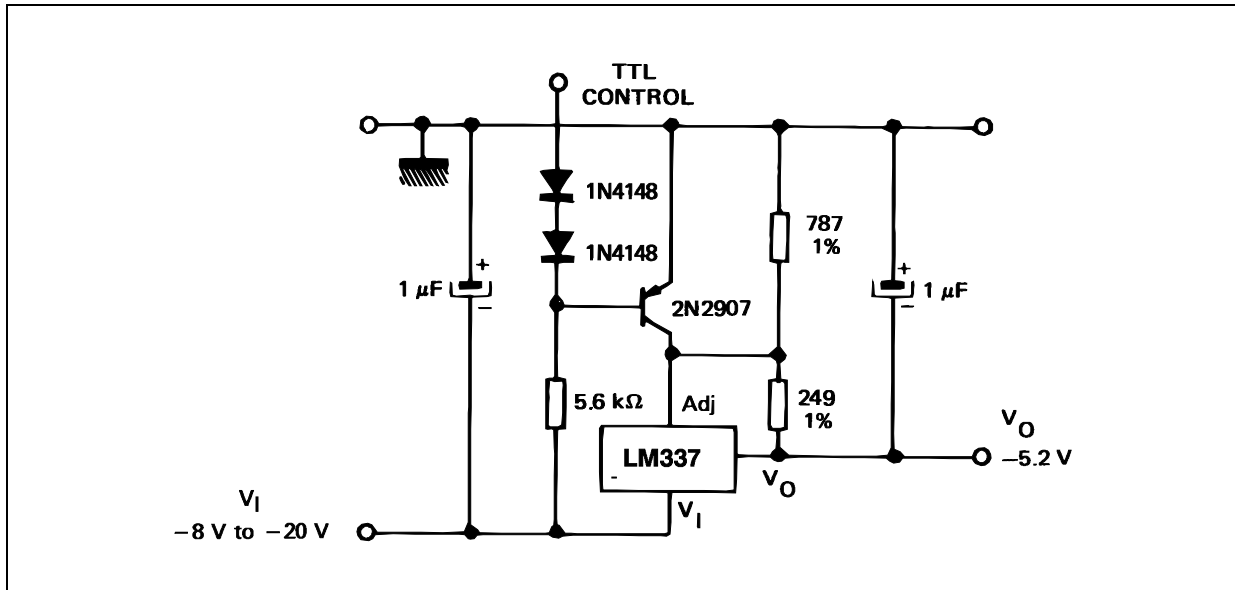 TTL
CONTROL
1N4148
1N4148
787
1%
+
1 µF
−
2N2907
+
1 µF
−
5.6 kΩ
Adj
249
1%
LM337
-
V_O
V_O
−5.2 V
V_I
V_I
−8 V to −20 V